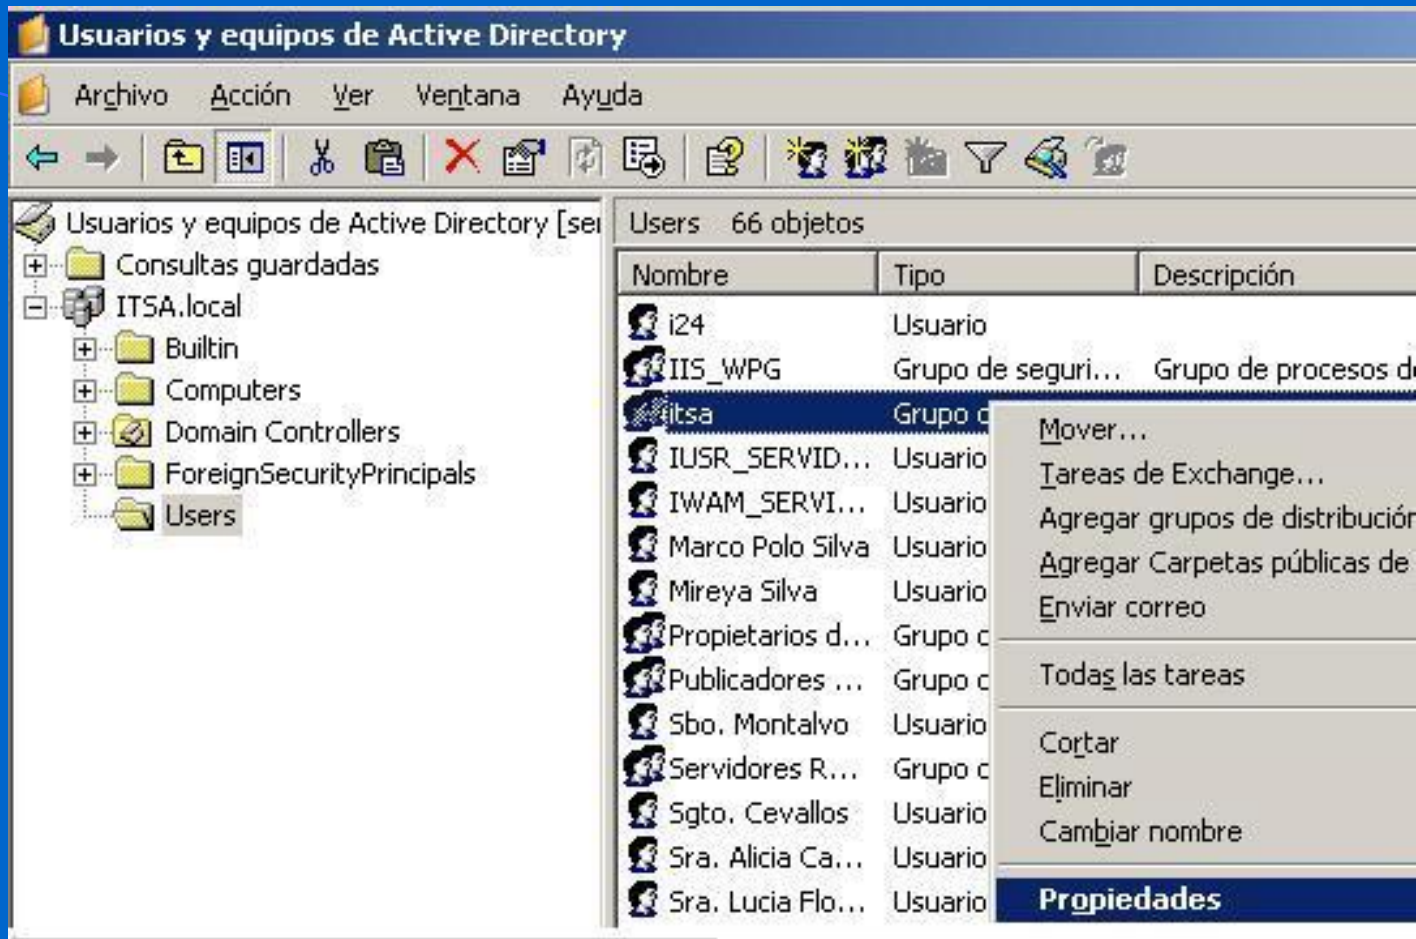 Usuarios y equipos de Active Directory
Archivo Acción Ver Ventana Ayuda
Usuarios y equipos de Active Directory [ser
Consultas guardadas
ITSA.local
Builtin
Computers
Domain Controllers
ForeignSecurityPrincipals
Users
Users 66 objetos
Nombre Tipo Descripción
i24 Usuario
IIS_WPG Grupo de seguri... Grupo de procesos de
itsa Grupo d
IUSR_SERVID... Usuario
IWAM_SERVI... Usuario
Marco Polo Silva Usuario
Mireya Silva Usuario
Propietarios d... Grupo d
Publicadores ... Grupo d
Sbo. Montalvo Usuario
Servidores R... Grupo d
Sgto. Cevallos Usuario
Sra. Alicia Ca... Usuario
Sra. Lucia Flo... Usuario
Mover...
Tareas de Exchange...
Agregar grupos de distribución
Agregar Carpetas públicas de
Enviar correo
Todas las tareas
Cortar
Eliminar
Cambiar nombre
Propiedades